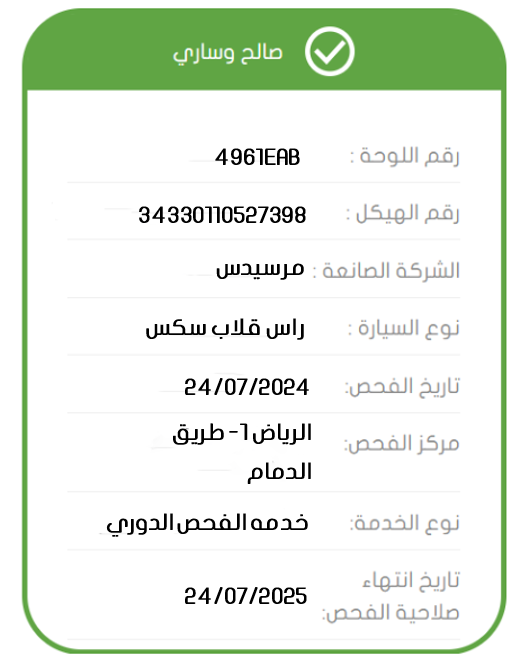 صالح وساري
رقم اللوحة : 4961EAB
رقم الهيكل : 34330110527398
الشركة الصانعة : مرسيدس
نوع السيارة : راس قلاب سكس
تاريخ الفحص: 24/07/2024
مركز الفحص: الرياض 1- طريق
الدمام
نوع الخدمة: خدمه الفحص الدوري
تاريخ انتهاء
صلاحية الفحص: 24/07/2025